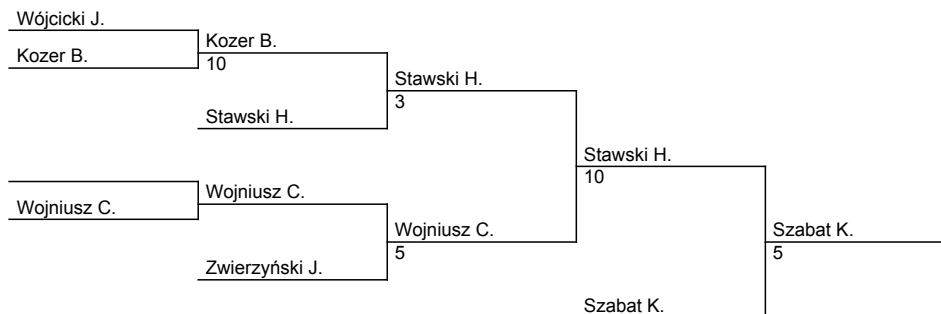 Wójcicki J.
Kozer B.
Kozer B.
10
Stawski H.
Stawski H.
3
Wojniusz C.
Wojniusz C.
Zwierzyński J.
Wojniusz C.
5
Stawski H.
10
Szabat K.
Szabat K.
5